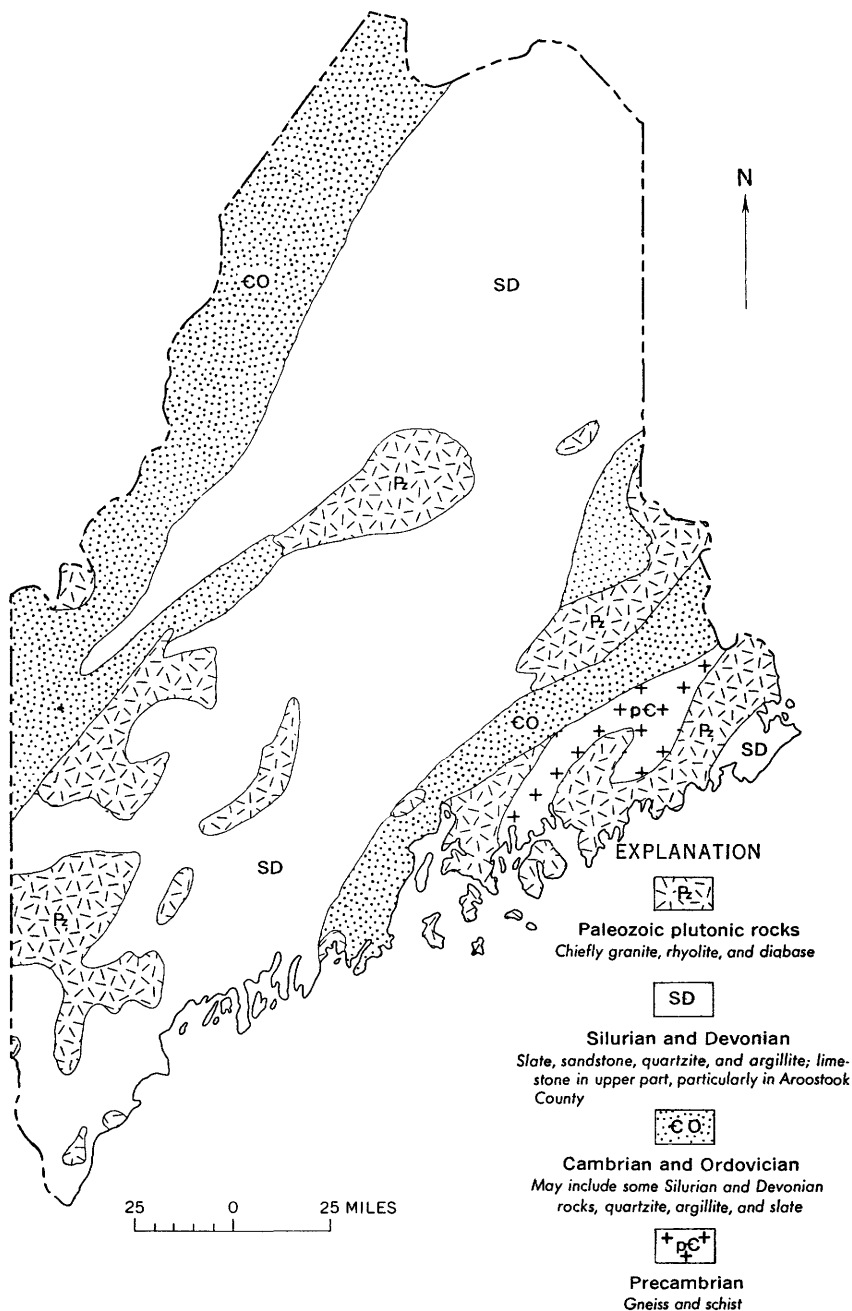 N
ЄO
SD
Pz
Pz
pЄ
ЄO
Pz
SD
SD
Pz
EXPLANATION
Pz
Paleozoic plutonic rocks
Chiefly granite, rhyolite, and diabase
SD
Silurian and Devonian
Slate, sandstone, quartzite, and argillite; lime-
stone in upper part, particularly in Aroostook
County
ЄO
Cambrian and Ordovician
May include some Silurian and Devonian
rocks, quartzite, argillite, and slate
pЄ
Precambrian
Gneiss and schist
25 0 25 MILES